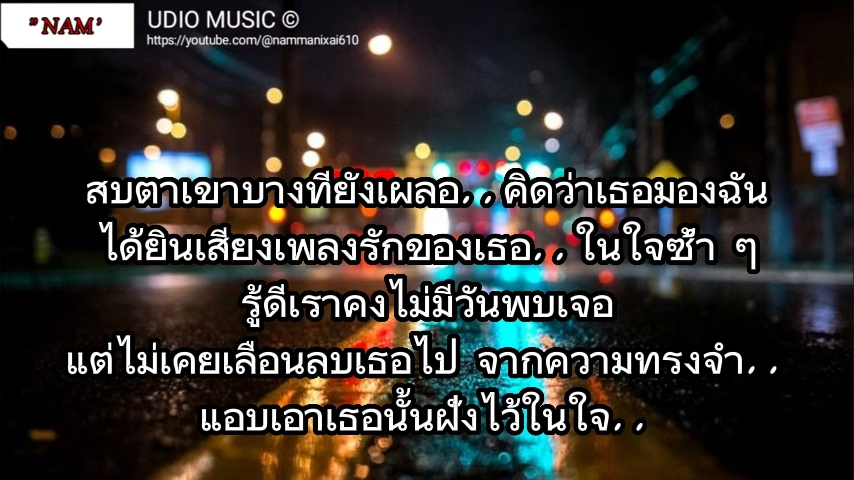 "NAM'
UDIO MUSIC ©
https://youtube.com/@nammanixai610
สบตาเขาบางทียังเผลอ. . คิดว่าเธอมองฉัน
ได้ยินเสียงเพลงรักของเธอ. . ในใจซ้ำ ๆ
รู้ดีเราคงไม่มีวันพบเจอ
แต่ไม่เคยเลือนลบเธอไป จากความทรงจำ. .
แอบเอาเธอนั้นฝังไว้ในใจ. .